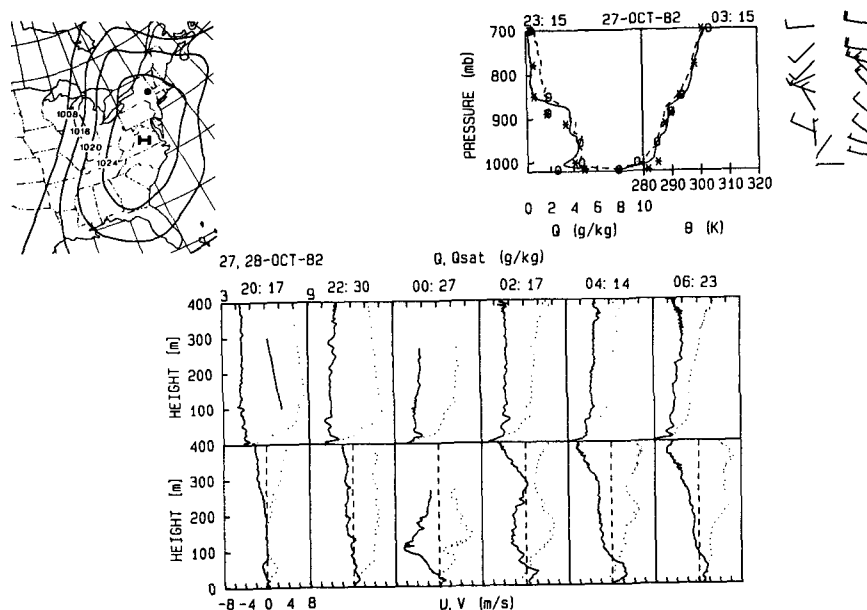 1008
1016
1020
1024
H
23:15 27-OCT-82 03:15
700
800
900
1000
PRESSURE (mb)
280 290 300 310 320
0 2 4 6 8 10
Q (g/kg) θ (K)
27, 28-OCT-82 Q, Qsat (g/kg)
3 20:17 9 22:30 00:27 02:17 04:14 06:23
400
300
200
100
HEIGHT [m]
400
300
200
100
0
HEIGHT [m]
-8 -4 0 4 8 U, V (m/s)